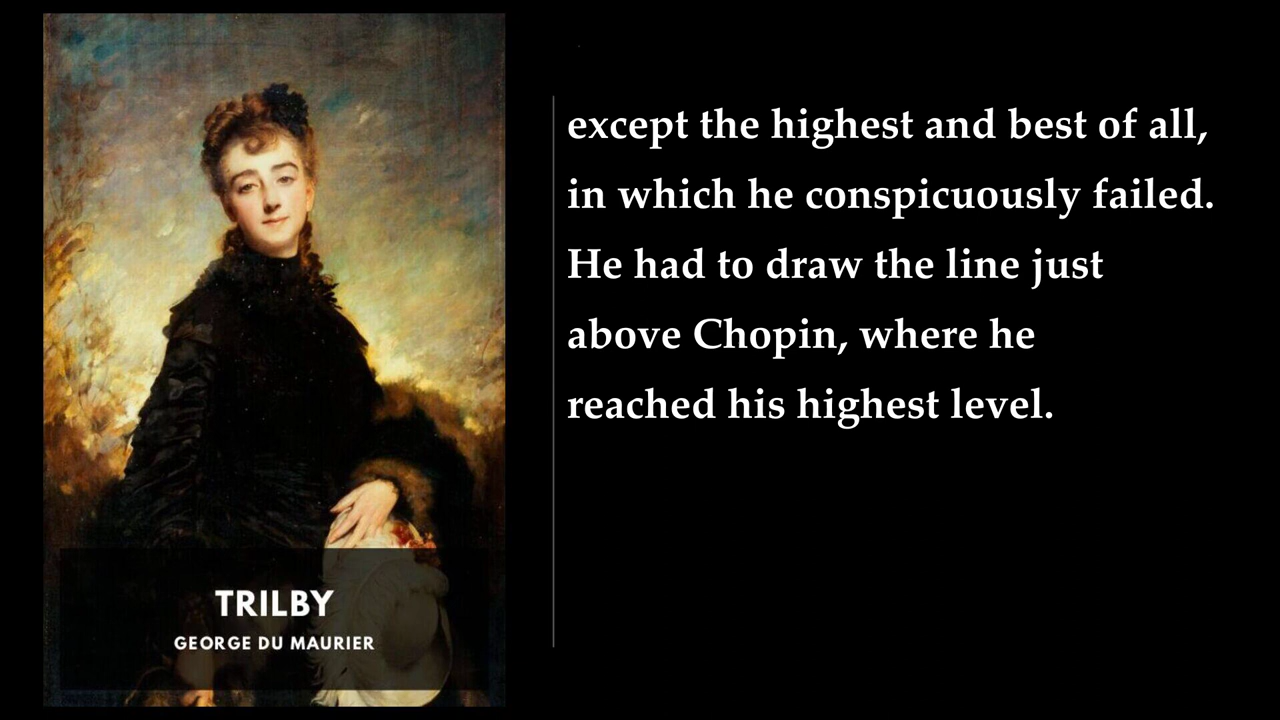 except the highest and best of all,
in which he conspicuously failed.
He had to draw the line just
above Chopin, where he
reached his highest level.
TRILBY
GEORGE DU MAURIER